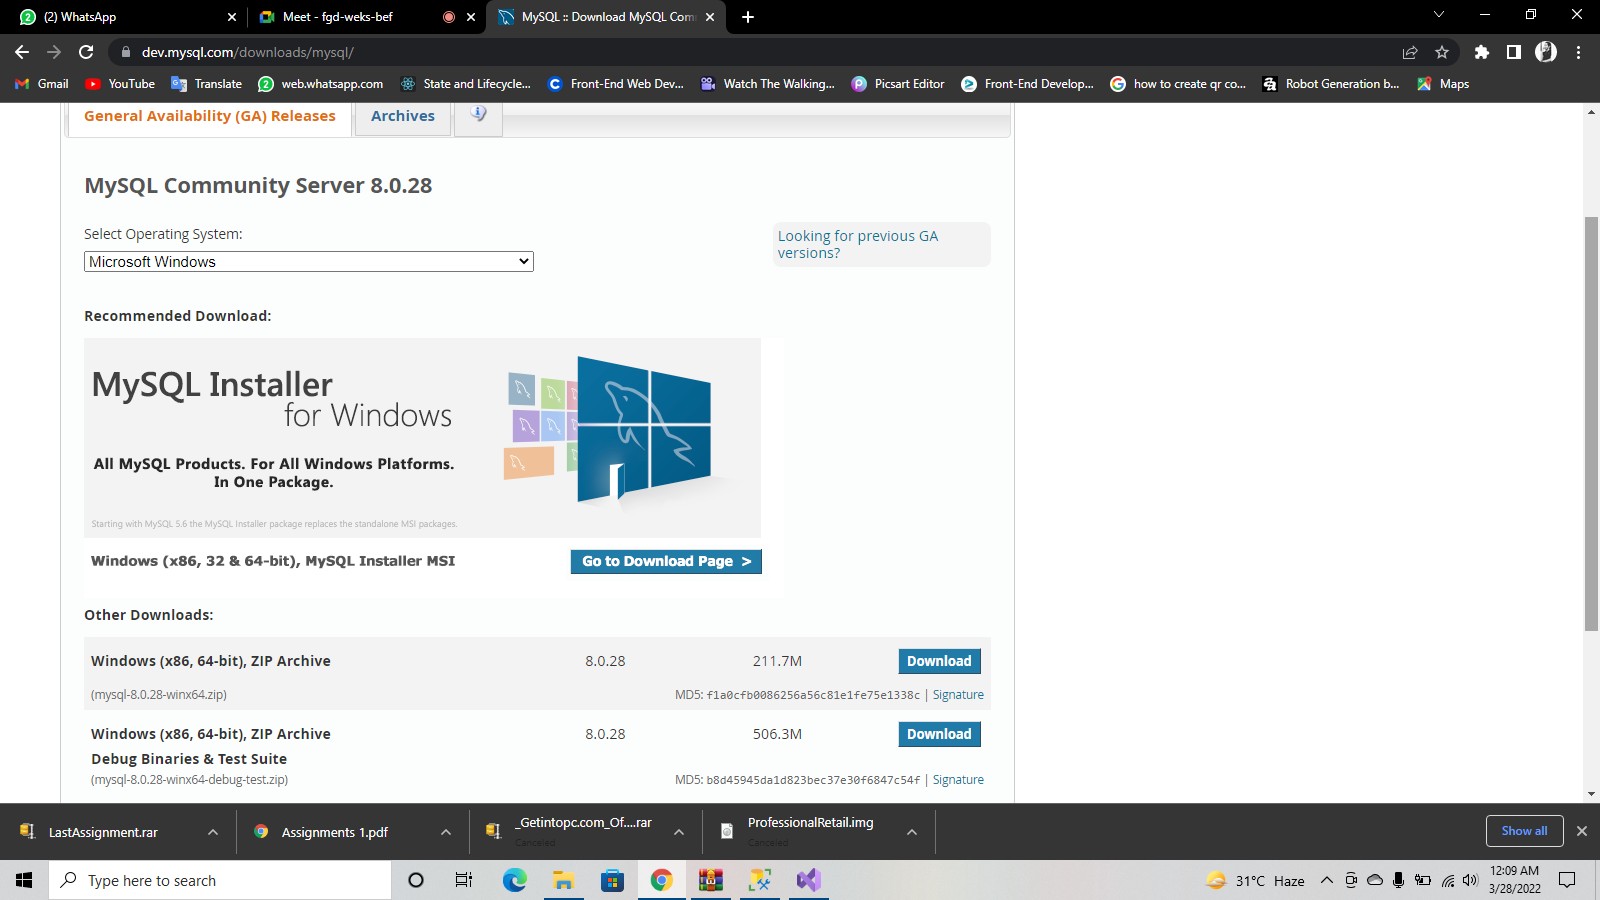 (2) WhatsApp
Meet - fgd-weks-bef
MySQL :: Download MySQL Com
dev.mysql.com/downloads/mysql/
Gmail
YouTube
Translate
web.whatsapp.com
State and Lifecycle...
Front-End Web Dev...
Watch The Walking...
Picsart Editor
Front-End Develop...
how to create qr co...
Robot Generation b...
Maps
General Availability (GA) Releases
Archives
MySQL Community Server 8.0.28
Select Operating System:
Microsoft Windows
Looking for previous GA
versions?
Recommended Download:
MySQL Installer
for Windows
All MySQL Products. For All Windows Platforms.
In One Package.
Starting with MySQL 5.6 the MySQL Installer package replaces the standalone MSI packages.
Windows (x86, 32 & 64-bit), MySQL Installer MSI
Go to Download Page >
Other Downloads:
Windows (x86, 64-bit), ZIP Archive 8.0.28 211.7M Download
(mysql-8.0.28-winx64.zip) MD5: f1a0cfb0086256a56c81e1fe75e1338c | Signature
Windows (x86, 64-bit), ZIP Archive 8.0.28 506.3M Download
Debug Binaries & Test Suite
(mysql-8.0.28-winx64-debug-test.zip) MD5: b8d45945da1d823bec37e30f6847c54f | Signature
LastAssignment.rar
Assignments 1.pdf
_Getintopc.com_Of....rar
Canceled
ProfessionalRetail.img
Canceled
Show all
Type here to search
31°C Haze
12:09 AM
3/28/2022